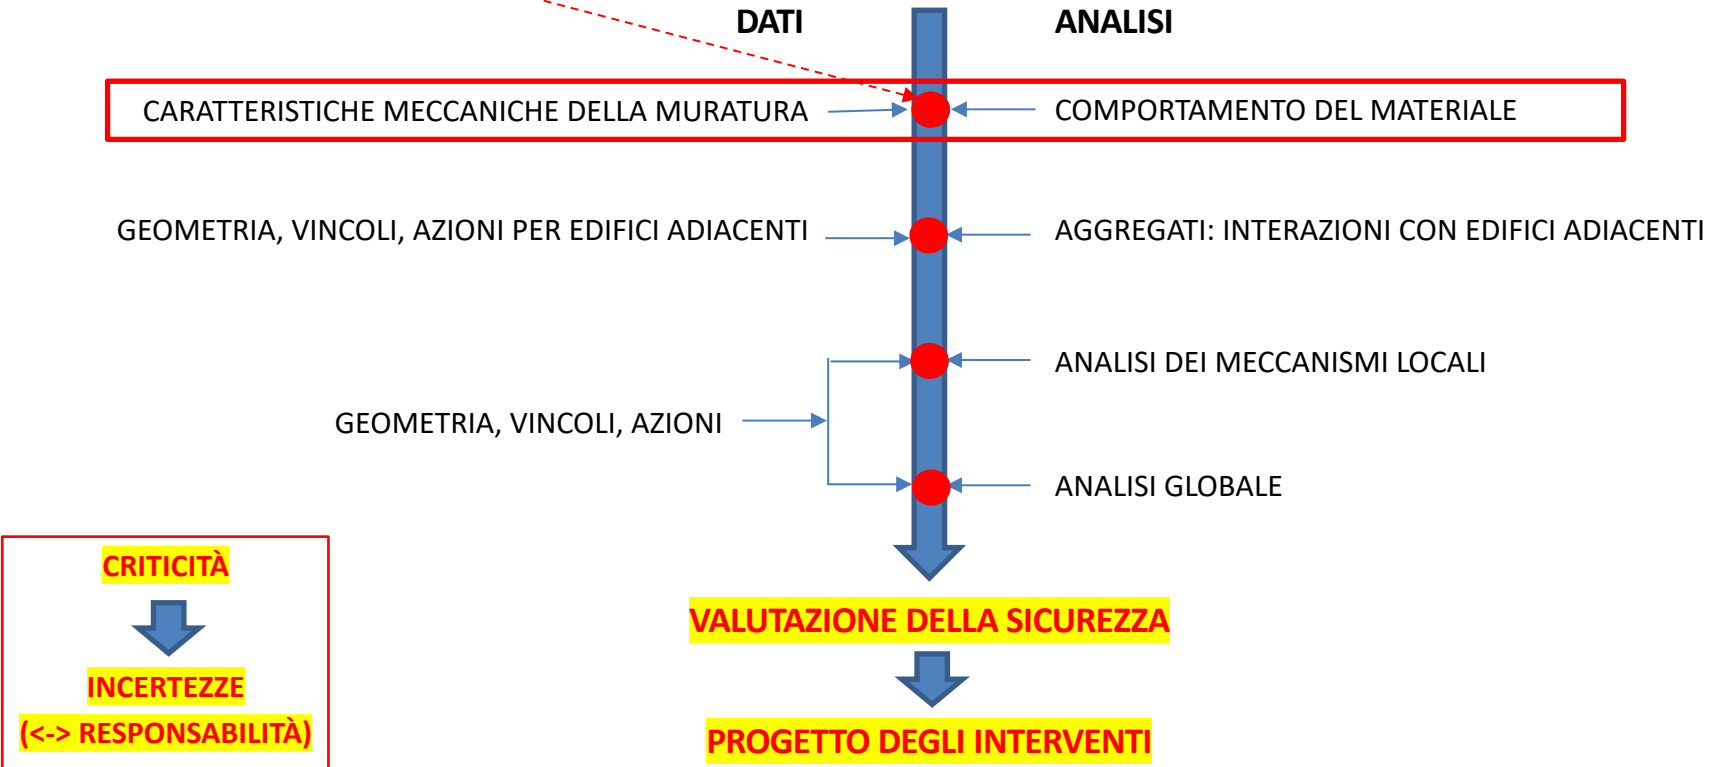 DATI
ANALISI
CARATTERISTICHE MECCANICHE DELLA MURATURA
COMPORTAMENTO DEL MATERIALE
GEOMETRIA, VINCOLI, AZIONI PER EDIFICI ADIACENTI
AGGREGATI: INTERAZIONI CON EDIFICI ADIACENTI
ANALISI DEI MECCANISMI LOCALI
GEOMETRIA, VINCOLI, AZIONI
ANALISI GLOBALE
CRITICITÀ
INCERTEZZE
(<-> RESPONSABILITÀ)
VALUTAZIONE DELLA SICUREZZA
PROGETTO DEGLI INTERVENTI